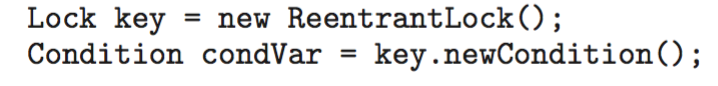 Lock key = new ReentrantLock();
Condition condVar = key.newCondition();